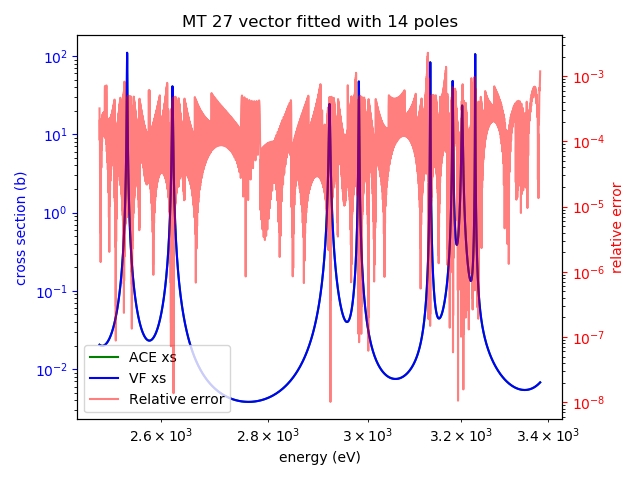 MT 27 vector fitted with 14 poles
10²
10¹
10⁰
10⁻¹
10⁻²
cross section (b)
10⁻³
10⁻⁴
10⁻⁵
10⁻⁶
10⁻⁷
10⁻⁸
relative error
ACE xs
VF xs
Relative error
2.6 × 10³ 2.8 × 10³ 3 × 10³ 3.2 × 10³ 3.4 × 10³
energy (eV)